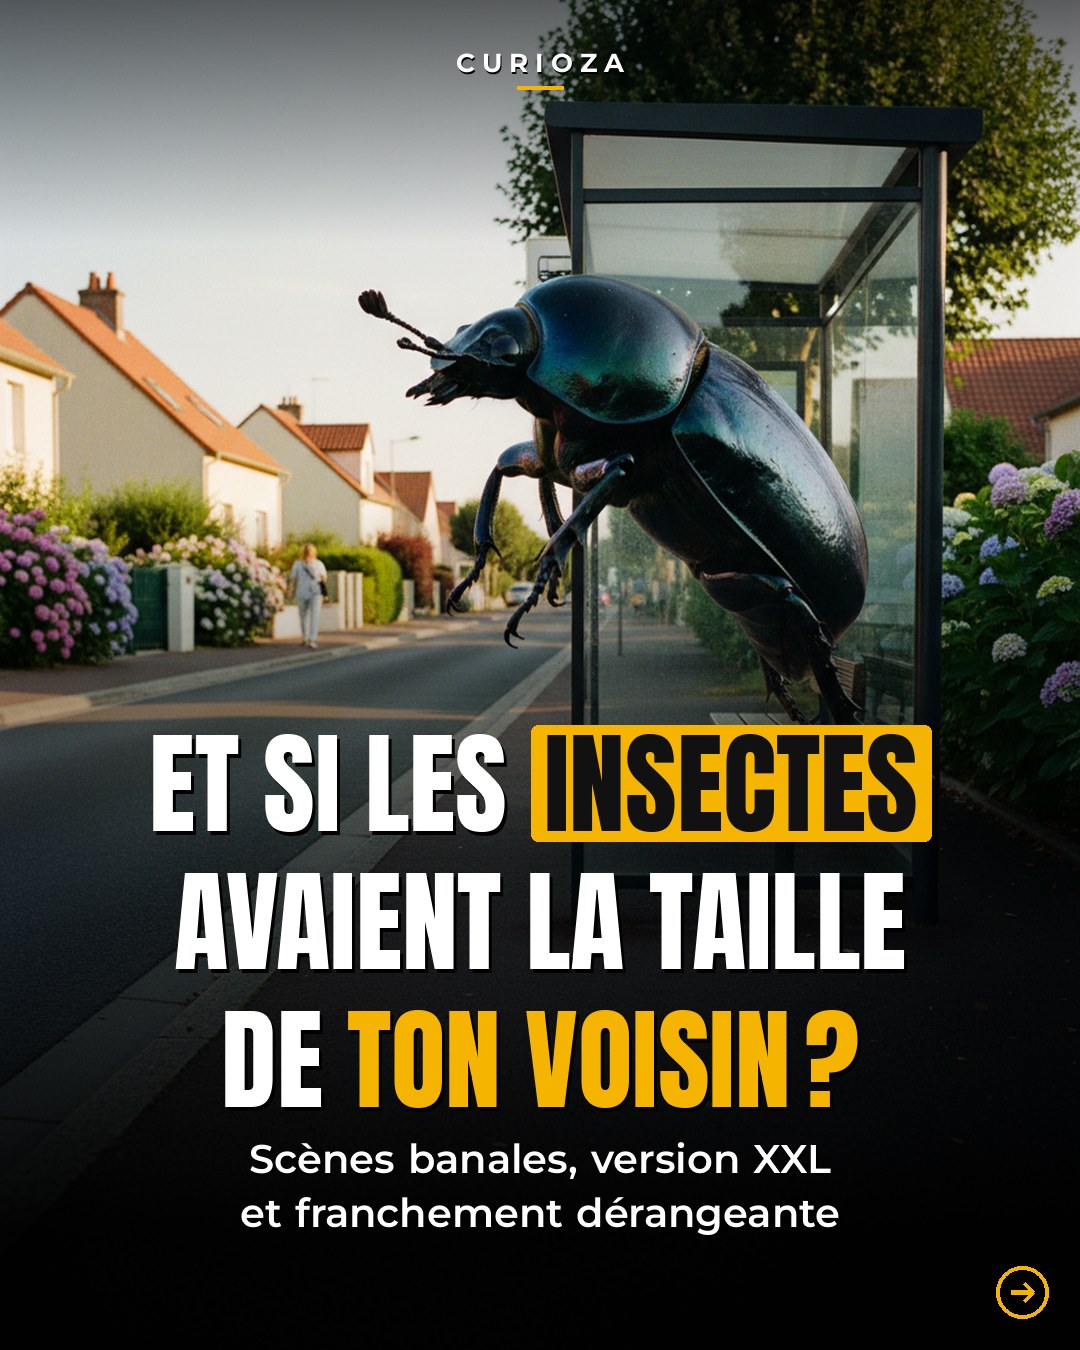 CURIOZA
ET SI LES INSECTES
AVAIENT LA TAILLE
DE TON VOISIN ?
Scènes banales, version XXL
et franchement dérangeante